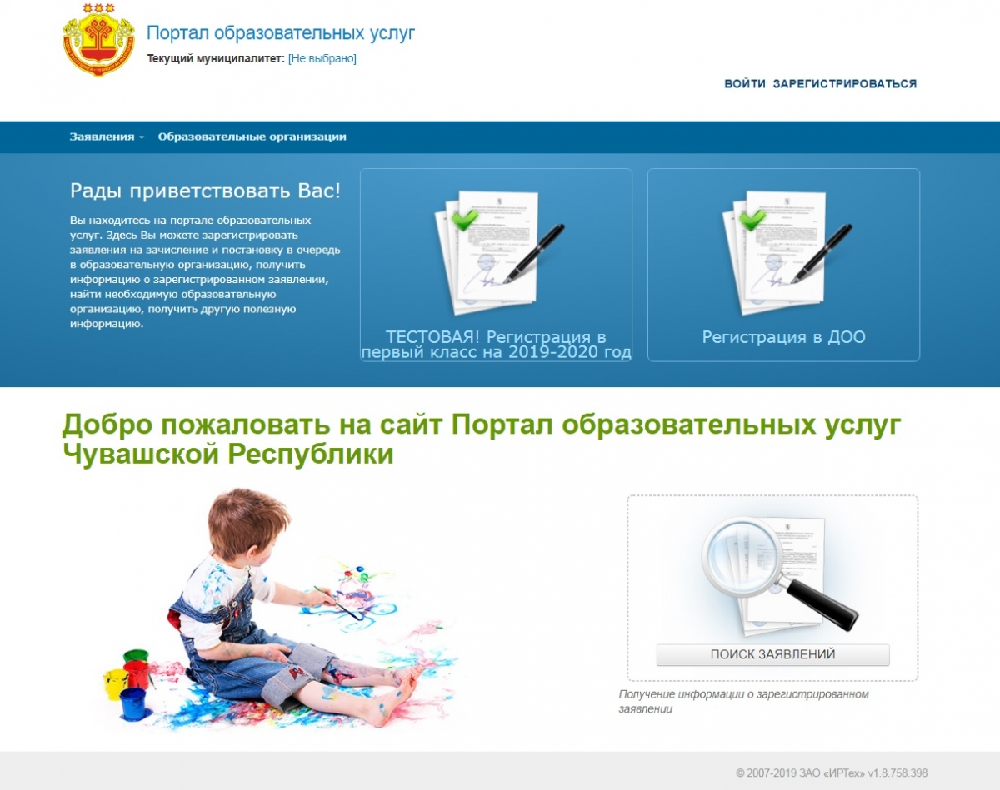 Портал образовательных услуг
Текущий муниципалитет: [Не выбрано]
ВОЙТИ ЗАРЕГИСТРИРОВАТЬСЯ
Заявления Образовательные организации
Рады приветствовать Вас!
Вы находитесь на портале образовательных
услуг. Здесь Вы можете зарегистрировать
заявления на зачисление и постановку в очередь
в образовательную организацию, получить
информацию о зарегистрированном заявлении,
найти необходимую образовательную
организацию, получить другую полезную
информацию.
ТЕСТОВАЯ! Регистрация в
первый класс на 2019-2020 год
Регистрация в ДОО
Добро пожаловать на сайт Портал образовательных услуг
Чувашской Республики
ПОИСК ЗАЯВЛЕНИЙ
Получение информации о зарегистрированном
заявлении
© 2007-2019 ЗАО «ИРТех» v1.8.758.398